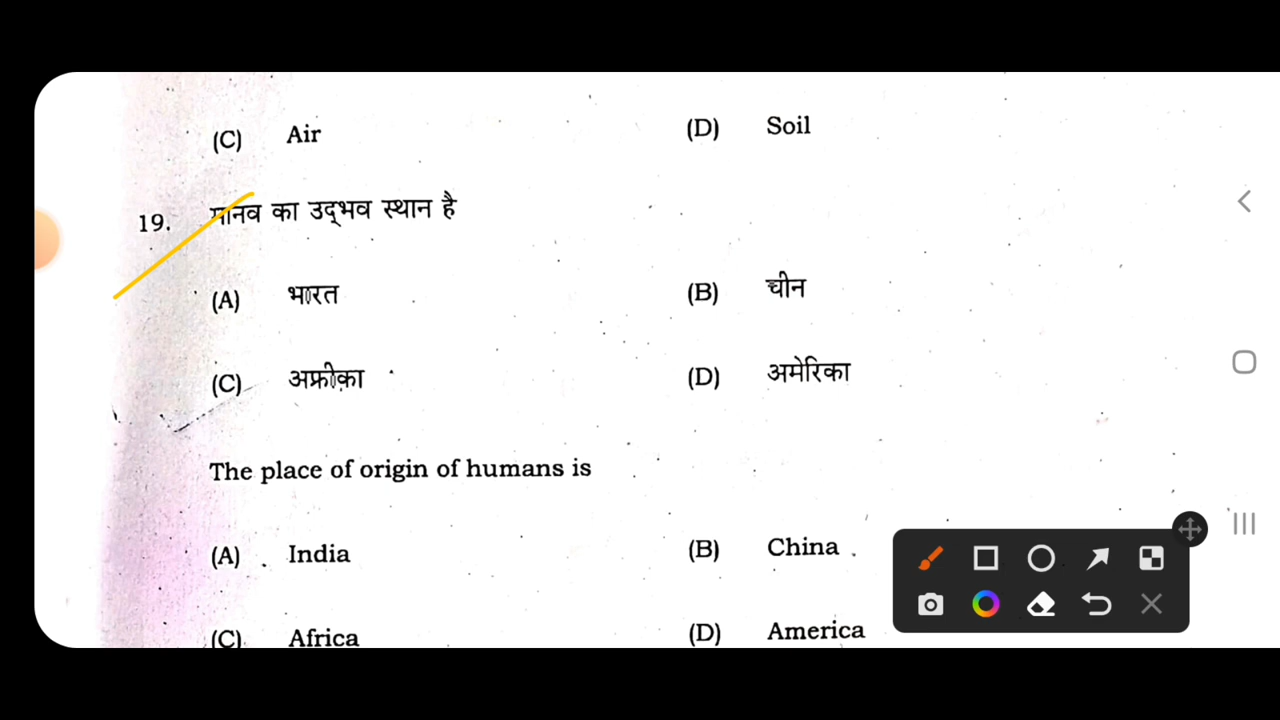 (C) Air (D) Soil
19. मानव का उद्भव स्थान है
(A) भारत (B) चीन
(C) अफ्रीक़ा (D) अमेरिका
The place of origin of humans is
(A) India (B) China
(C) Africa (D) America